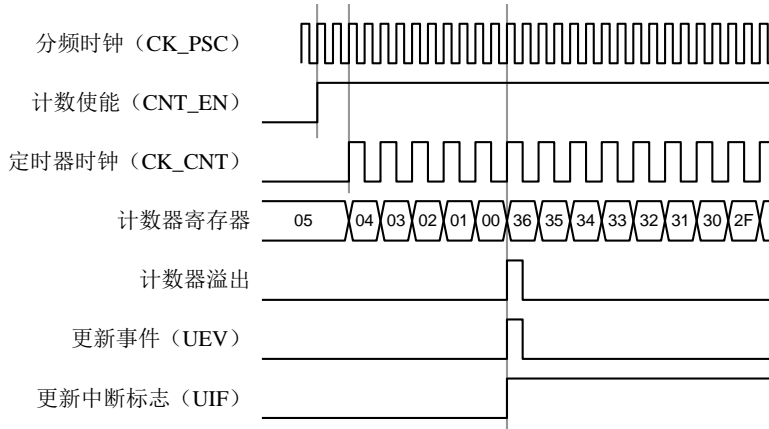 分频时钟（CK_PSC）
计数使能（CNT_EN）
定时器时钟（CK_CNT）
计数器寄存器 05 04 03 02 01 00 36 35 34 33 32 31 30 2F
计数器溢出
更新事件（UEV）
更新中断标志（UIF）